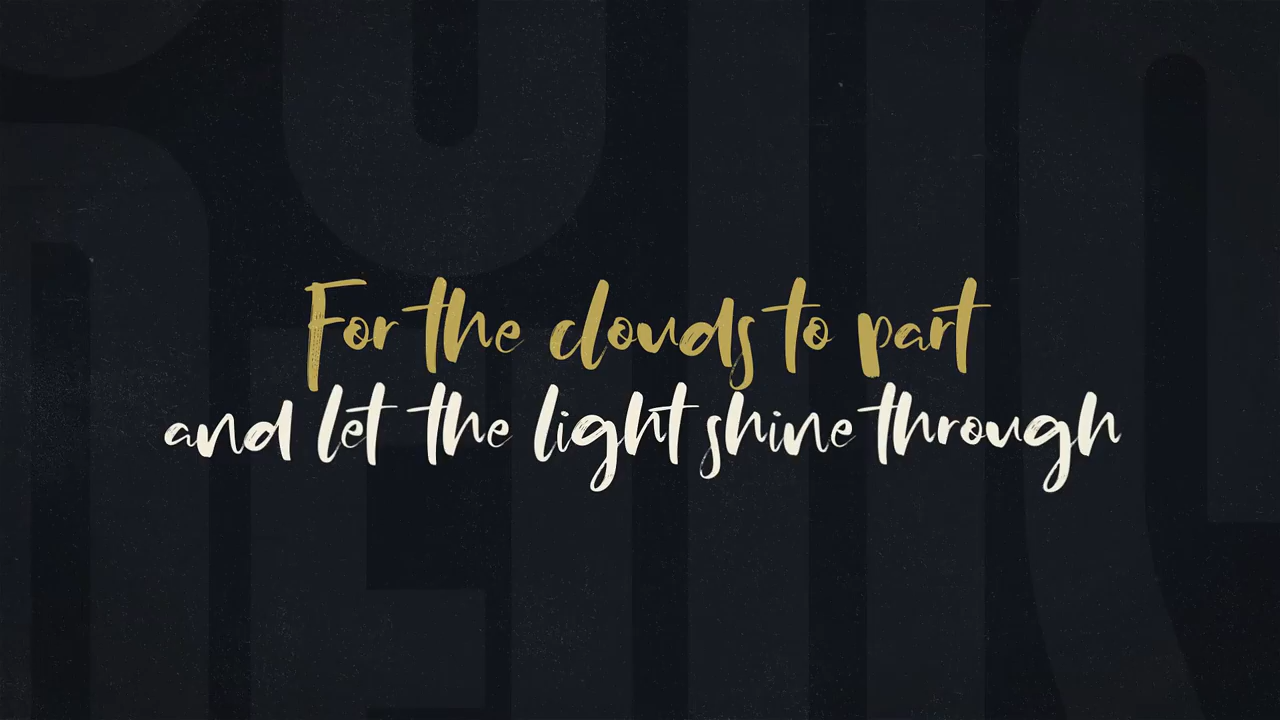 For the clouds to part
and let the light shine through